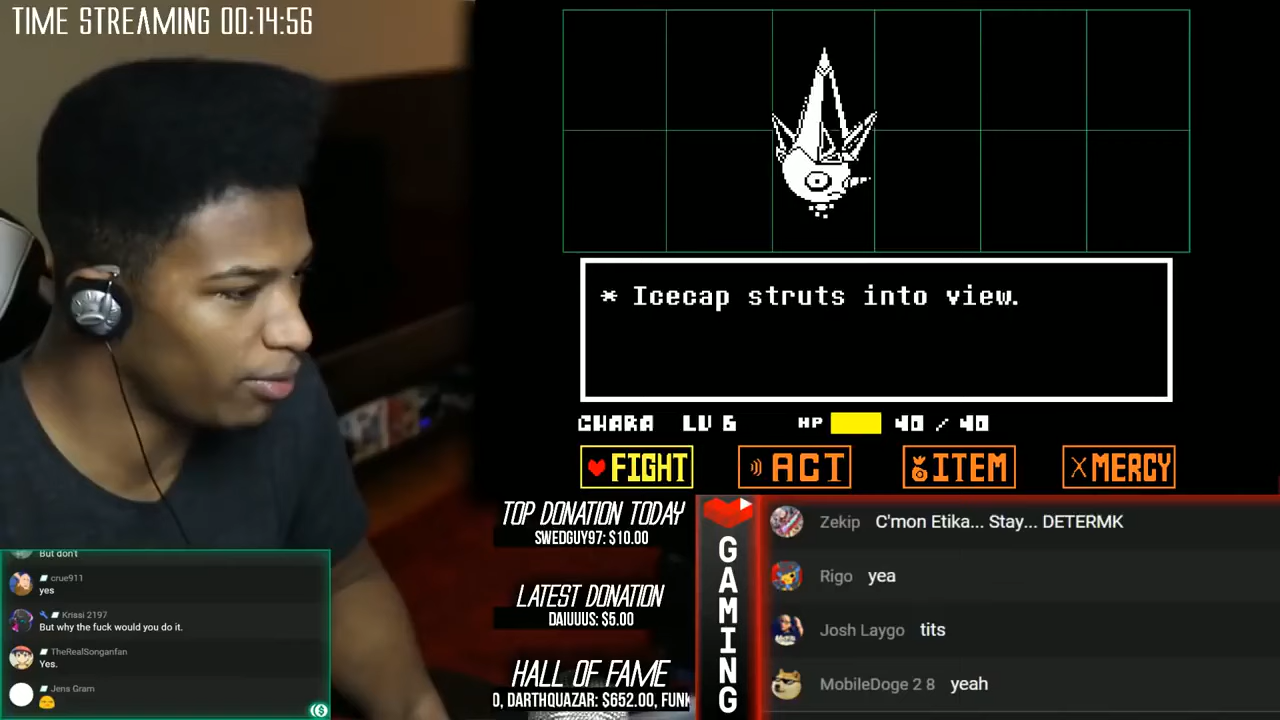 TIME STREAMING 00:14:56
* Icecap struts into view.
CHARA LV 6 HP 40 / 40
FIGHT ACT ITEM MERCY
TOP DONATION TODAY
SWEDGUY97: $10.00
LATEST DONATION
DAIUUUS: $5.00
HALL OF FAME
0, DARTHQUAZAR: $652.00, FUNK
GAMING
Zekip C'mon Etika... Stay... DETERMK
Rigo yea
Josh Laygo tits
MobileDoge 2 8 yeah
But don't
crue911
yes
Krissi 2197
But why the fuck would you do it.
TheRealSonganfan
Yes.
Jens Gram